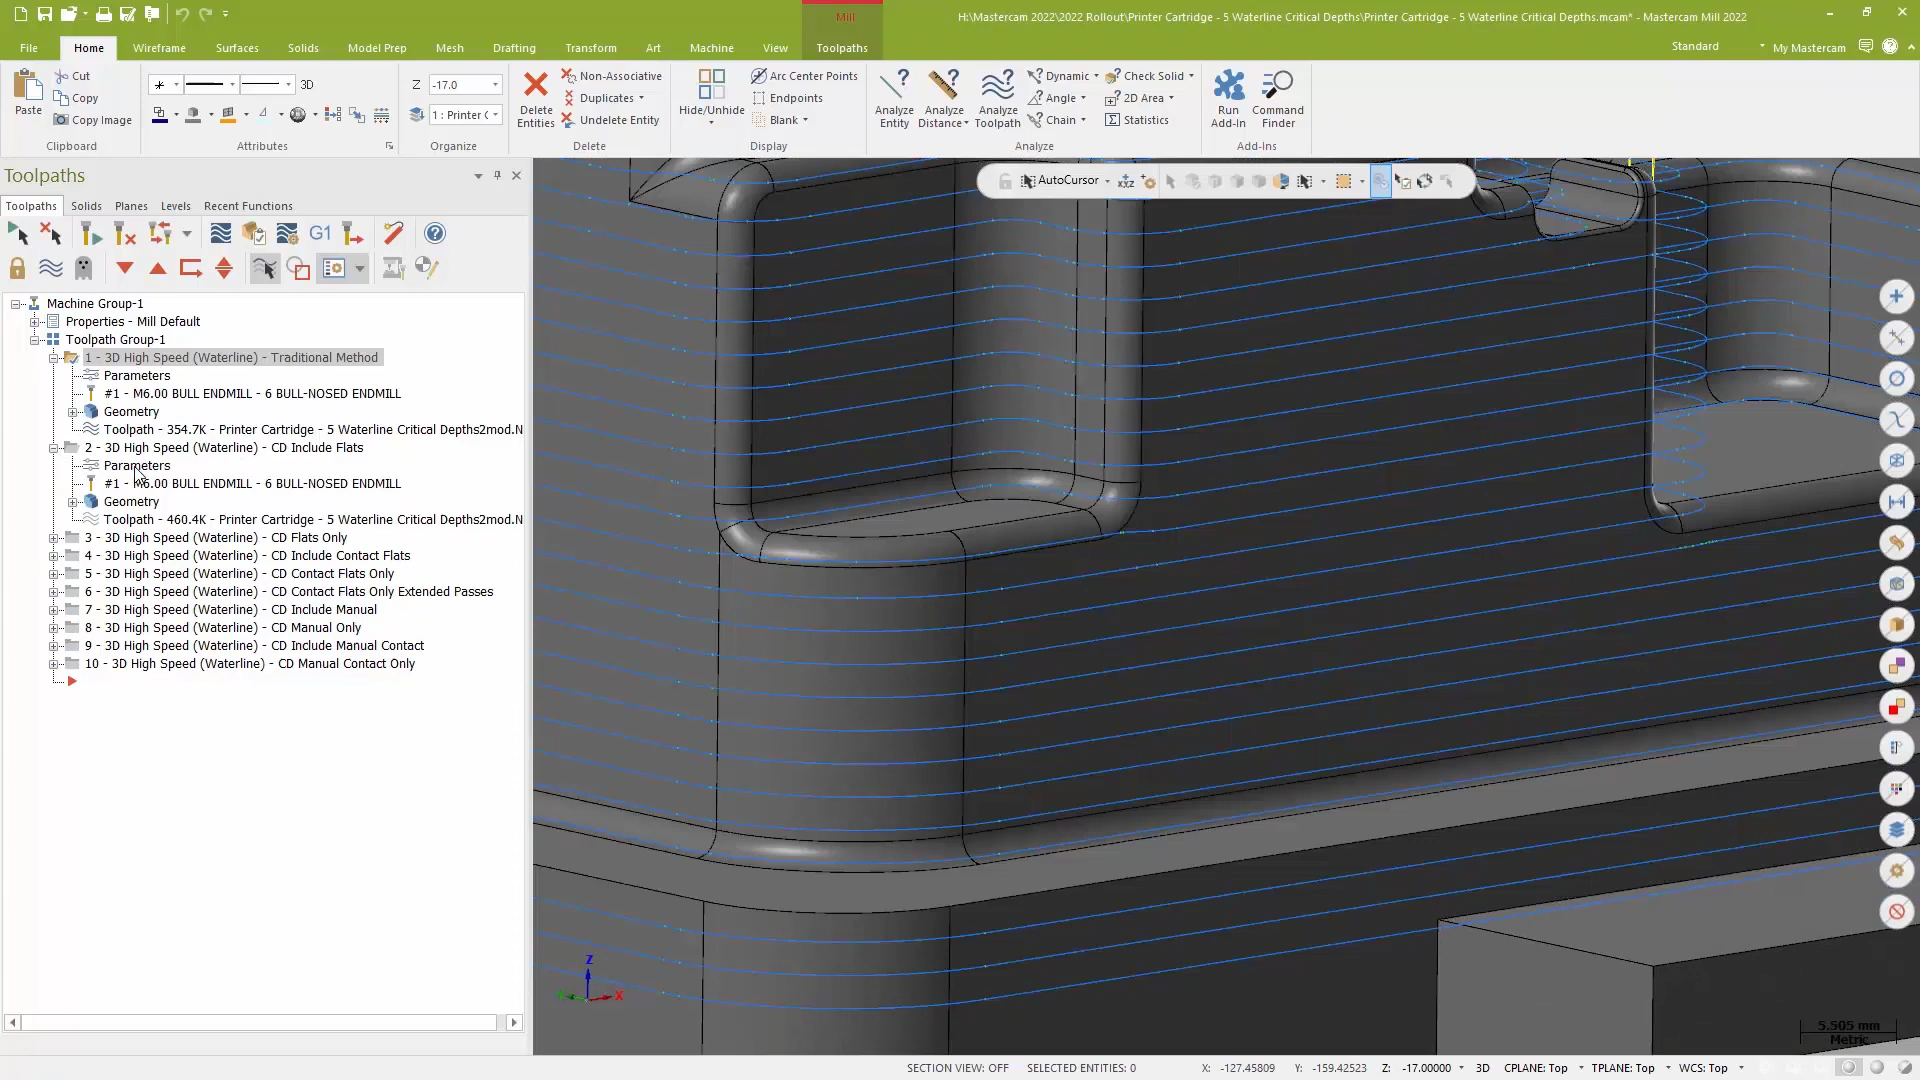 Mill
H:\Mastercam 2022\2022 Rollout\Printer Cartridge - 5 Waterline Critical Depths\Printer Cartridge - 5 Waterline Critical Depths.mcam* - Mastercam Mill 2022
File Home Wireframe Surfaces Solids Model Prep Mesh Drafting Transform Art Machine View Toolpaths
Standard My Mastercam
Paste
Cut
Copy
Copy Image
Clipboard
3D
Attributes
Z -17.0
1 : Printer C
Organize
Delete Entities
Non-Associative
Duplicates
Undelete Entity
Delete
Hide/Unhide
Arc Center Points
Endpoints
Blank
Display
Analyze Entity
Analyze Distance
Analyze Toolpath
Dynamic
Angle
Chain
Check Solid
2D Area
Statistics
Analyze
Run Add-In
Command Finder
Add-Ins
Toolpaths
Toolpaths Solids Planes Levels Recent Functions
G1
Machine Group-1
Properties - Mill Default
Toolpath Group-1
1 - 3D High Speed (Waterline) - Traditional Method
Parameters
#1 - M6.00 BULL ENDMILL - 6 BULL-NOSED ENDMILL
Geometry
Toolpath - 354.7K - Printer Cartridge - 5 Waterline Critical Depths2mod.N
2 - 3D High Speed (Waterline) - CD Include Flats
Parameters
#1 - M6.00 BULL ENDMILL - 6 BULL-NOSED ENDMILL
Geometry
Toolpath - 460.4K - Printer Cartridge - 5 Waterline Critical Depths2mod.N
3 - 3D High Speed (Waterline) - CD Flats Only
4 - 3D High Speed (Waterline) - CD Include Contact Flats
5 - 3D High Speed (Waterline) - CD Contact Flats Only
6 - 3D High Speed (Waterline) - CD Contact Flats Only Extended Passes
7 - 3D High Speed (Waterline) - CD Include Manual
8 - 3D High Speed (Waterline) - CD Manual Only
9 - 3D High Speed (Waterline) - CD Include Manual Contact
10 - 3D High Speed (Waterline) - CD Manual Contact Only
AutoCursor
Z
X
5.505 mm
Metric
SECTION VIEW: OFF SELECTED ENTITIES: 0 X: -127.45809 Y: -159.42523 Z: -17.00000 3D CPLANE: Top TPLANE: Top WCS: Top